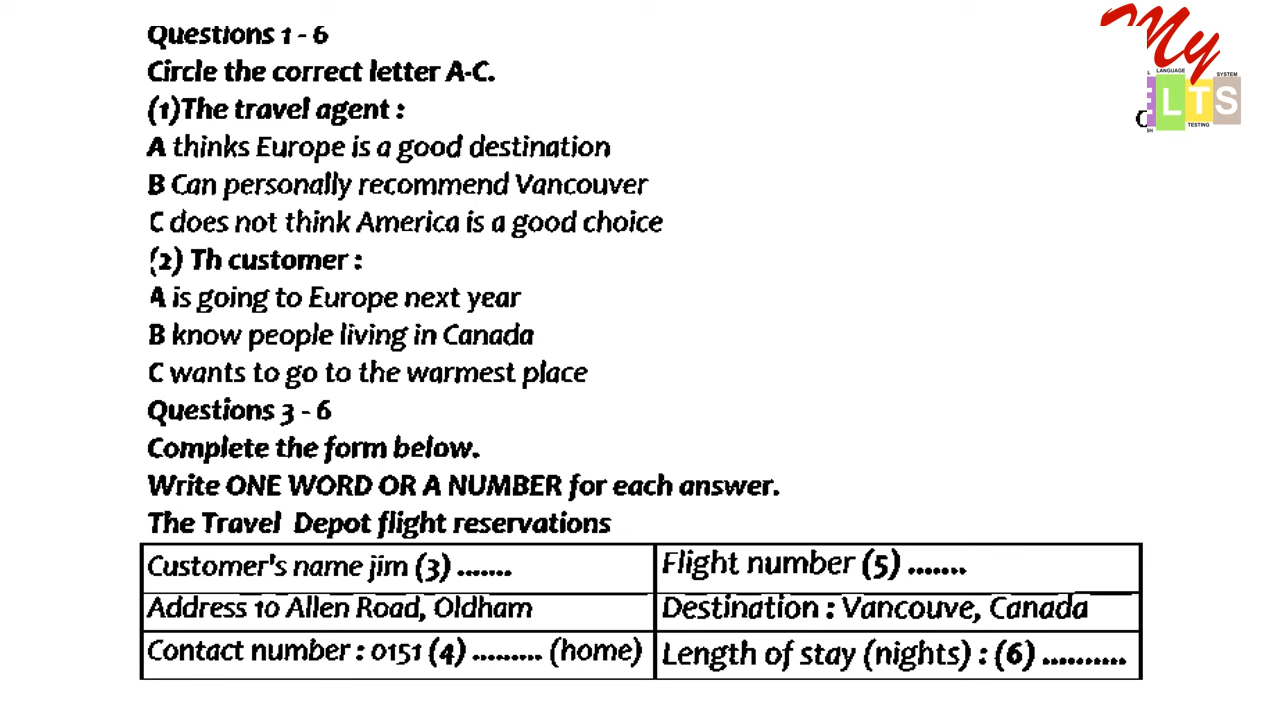 Questions 1 - 6
Circle the correct letter A-C.
(1)The travel agent :
A thinks Europe is a good destination
B Can personally recommend Vancouver
C does not think America is a good choice
(2) Th customer :
A is going to Europe next year
B know people living in Canada
C wants to go to the warmest place
Questions 3 - 6
Complete the form below.
Write ONE WORD OR A NUMBER for each answer.
The Travel Depot flight reservations
Customer's name jim (3) ....... Flight number (5) .......
Address 10 Allen Road, Oldham Destination : Vancouve, Canada
Contact number : 0151 (4) ......... (home) Length of stay (nights) : (6) ..........
My
LANGUAGE SYSTEM
ELTS
TESTING